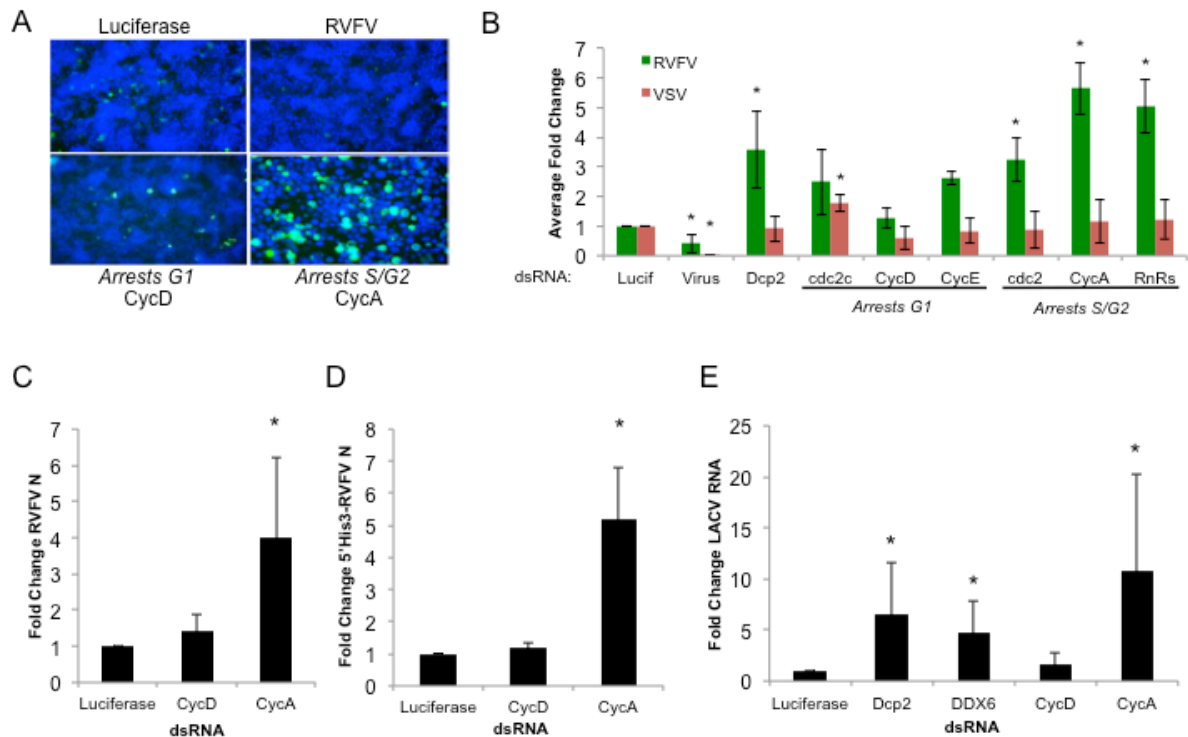 A
Luciferase RVFV
Arrests G1 Arrests S/G2
CycD CycA
B
Average Fold Change
7
6
5
4
3
2
1
0
RVFV
VSV
* * * * * * *
dsRNA: Lucif Virus Dcp2 cdc2c CycD CycE cdc2 CycA RnRs
Arrests G1 Arrests S/G2
C
Fold Change RVFV N
7
6
5
4
3
2
1
0
*
Luciferase CycD CycA
dsRNA
D
Fold Change 5'His3-RVFV N
8
7
6
5
4
3
2
1
0
*
Luciferase CycD CycA
dsRNA
E
Fold Change LACV RNA
25
20
15
10
5
0
* * *
Luciferase Dcp2 DDX6 CycD CycA
dsRNA